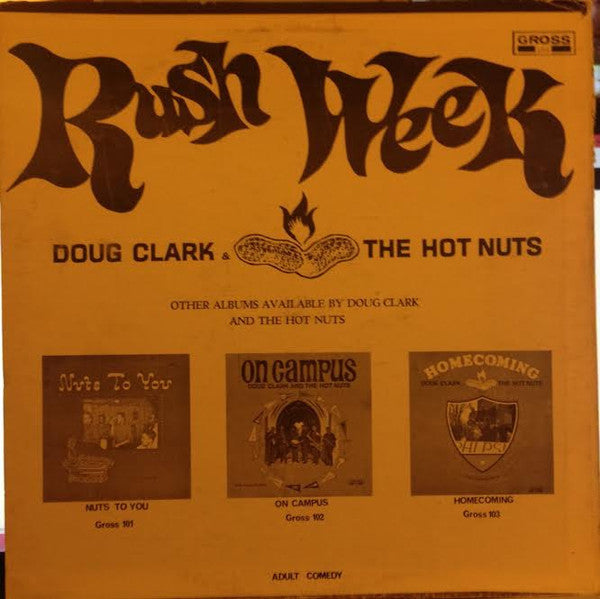 GROSS
Rush Week
DOUG CLARK & THE HOT NUTS
OTHER ALBUMS AVAILABLE BY DOUG CLARK
AND THE HOT NUTS
Nuts To You
On Campus
DOUG CLARK AND THE HOT NUTS
HOMECOMING
DOUG CLARK THE HOT NUTS
NUTS TO YOU
Gross 101
ON CAMPUS
Gross 102
HOMECOMING
Gross 103
ADULT COMEDY